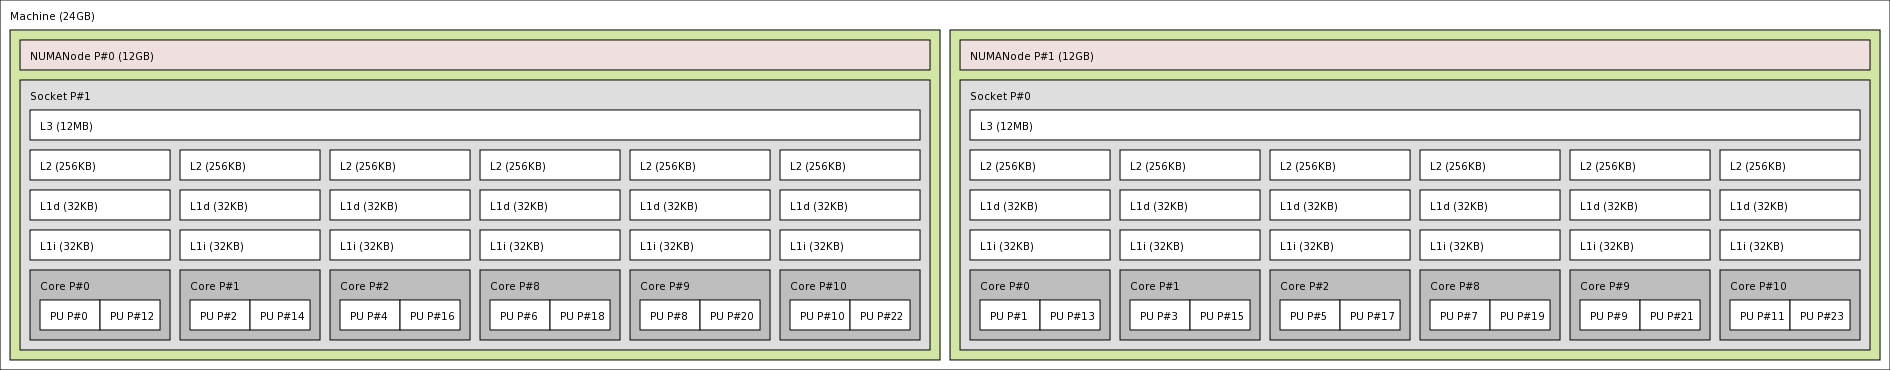 Machine (24GB)
NUMANode P#0 (12GB)
Socket P#1
L3 (12MB)
L2 (256KB) L2 (256KB) L2 (256KB) L2 (256KB) L2 (256KB) L2 (256KB)
L1d (32KB) L1d (32KB) L1d (32KB) L1d (32KB) L1d (32KB) L1d (32KB)
L1i (32KB) L1i (32KB) L1i (32KB) L1i (32KB) L1i (32KB) L1i (32KB)
Core P#0 Core P#1 Core P#2 Core P#8 Core P#9 Core P#10
PU P#0 PU P#12 PU P#2 PU P#14 PU P#4 PU P#16 PU P#6 PU P#18 PU P#8 PU P#20 PU P#10 PU P#22
NUMANode P#1 (12GB)
Socket P#0
L3 (12MB)
L2 (256KB) L2 (256KB) L2 (256KB) L2 (256KB) L2 (256KB) L2 (256KB)
L1d (32KB) L1d (32KB) L1d (32KB) L1d (32KB) L1d (32KB) L1d (32KB)
L1i (32KB) L1i (32KB) L1i (32KB) L1i (32KB) L1i (32KB) L1i (32KB)
Core P#0 Core P#1 Core P#2 Core P#8 Core P#9 Core P#10
PU P#1 PU P#13 PU P#3 PU P#15 PU P#5 PU P#17 PU P#7 PU P#19 PU P#9 PU P#21 PU P#11 PU P#23